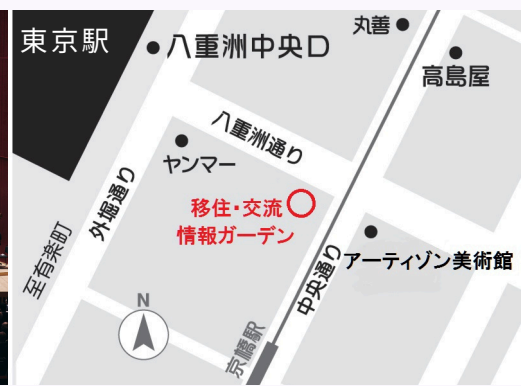 東京駅
八重洲中央口
丸善
高島屋
八重洲通り
ヤンマー
外堀通り
移住・交流
情報ガーデン
至有楽町
アーティゾン美術館
中央通り
N
京橋駅